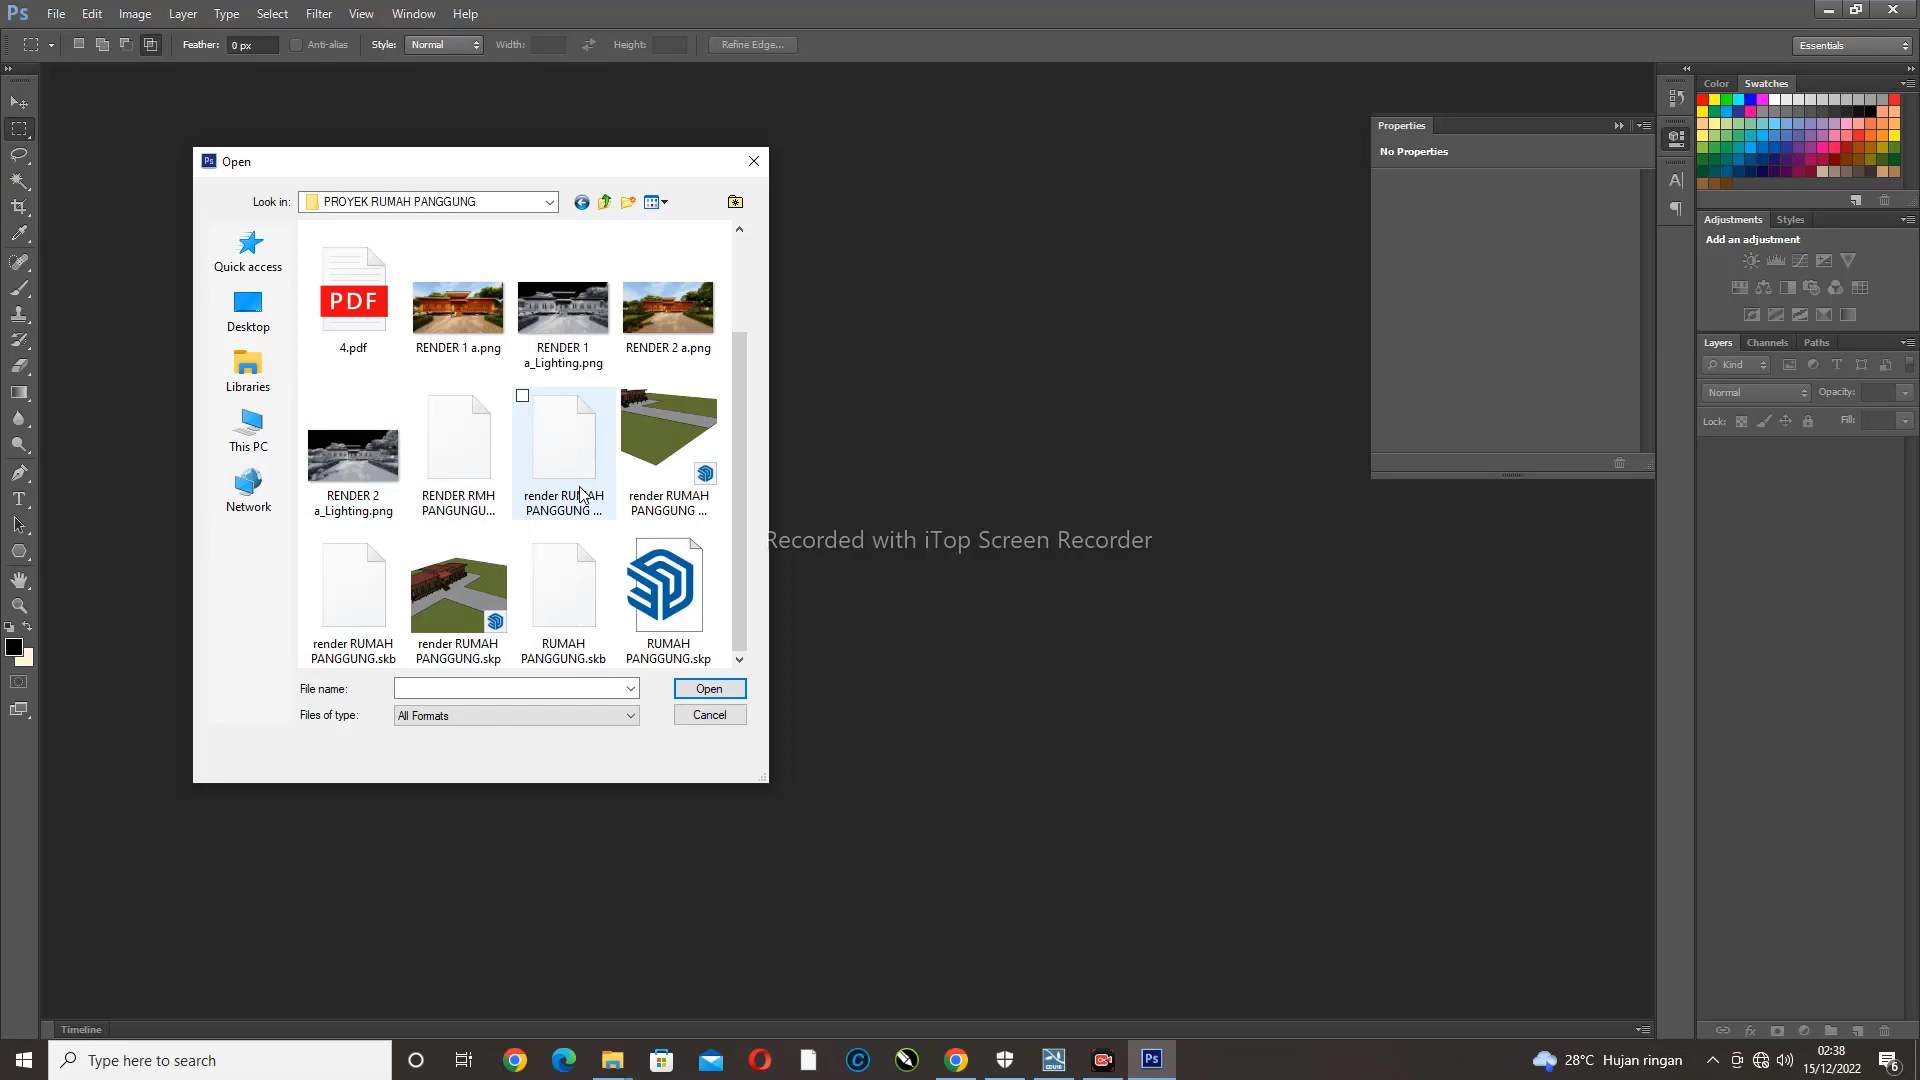 Ps File Edit Image Layer Type Select Filter Analysis View Window Help
Feather: 0 px Anti-alias Style: Normal Width: Height: Refine Edge... Essentials
Color Swatches
Properties
No Properties
Open
Look in: PROYEK RUMAH PANGGUNG
Quick access
Desktop
Libraries
This PC
Network
PDF
4.pdf
RENDER 1 a.png
RENDER 1
a_Lighting.png
RENDER 2 a.png
RENDER 2
a_Lighting.png
RENDER RMH
PANGUNGU...
render RUMAH
PANGGUNG ...
render RUMAH
PANGGUNG ...
render RUMAH
PANGGUNG.skb
render RUMAH
PANGGUNG.skp
RUMAH
PANGGUNG.skb
RUMAH
PANGGUNG.skp
File name:
Open
Files of type: All Formats
Cancel
Recorded with iTop Screen Recorder
Adjustments Styles
Add an adjustment
Layers Channels Paths
Kind
Normal Opacity:
Lock: Fill:
Timeline
Type here to search
28°C Hujan ringan
02:38
15/12/2022
6